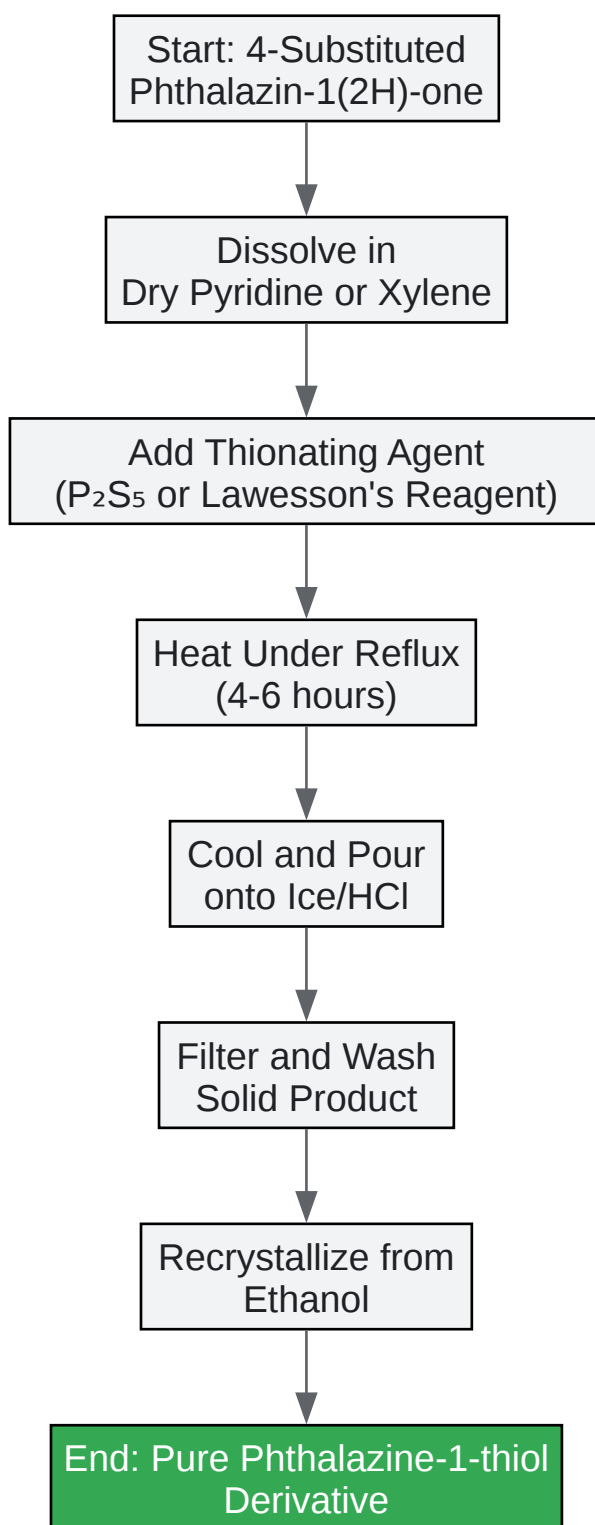 Start: 4-Substituted
Phthalazin-1(2H)-one
Dissolve in
Dry Pyridine or Xylene
Add Thionating Agent
(P₂S₅ or Lawesson's Reagent)
Heat Under Reflux
(4-6 hours)
Cool and Pour
onto Ice/HCl
Filter and Wash
Solid Product
Recrystallize from
Ethanol
End: Pure Phthalazine-1-thiol
Derivative